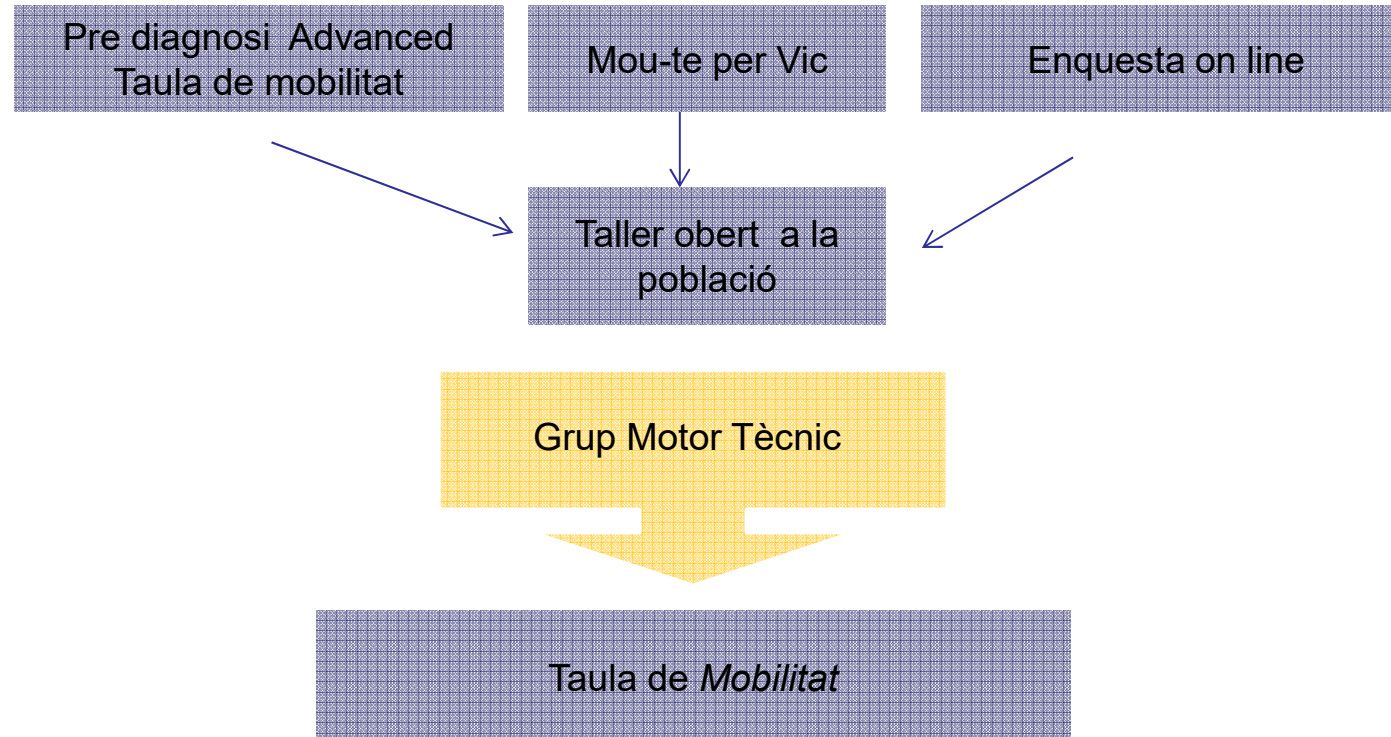 Pre diagnosi Advanced
Taula de mobilitat
Mou-te per Vic
Enquesta on line
Taller obert a la
població
Grup Motor Tècnic
Taula de Mobilitat